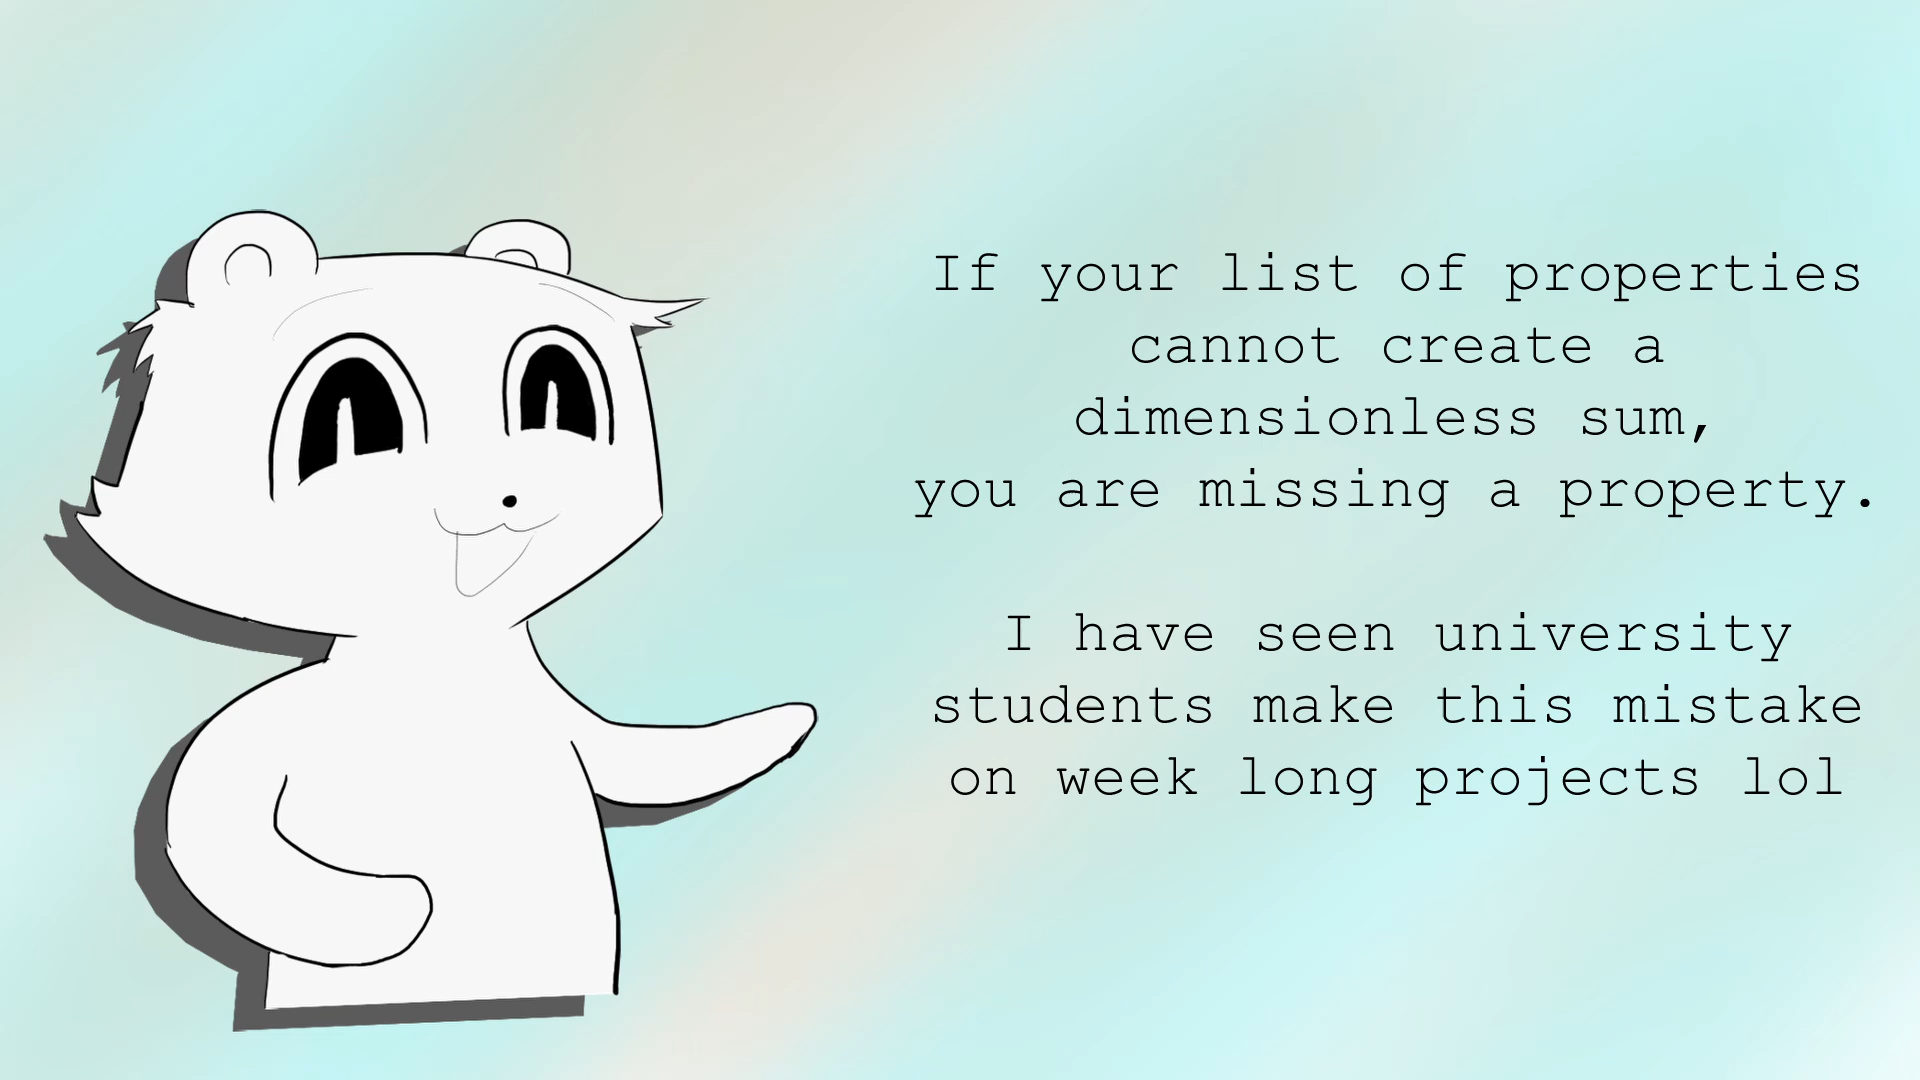 If your list of properties
cannot create a
dimensionless sum,
you are missing a property.
I have seen university
students make this mistake
on week long projects lol